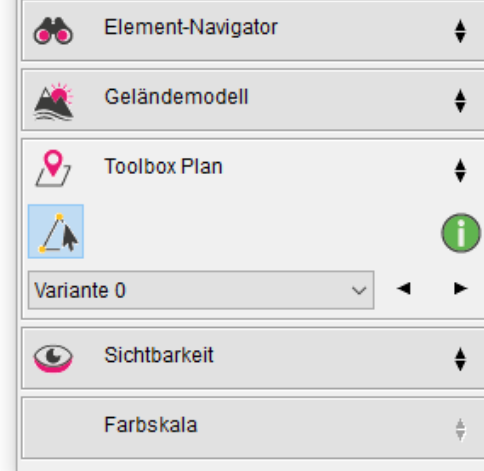 Element-Navigator
Geländemodell
Toolbox Plan
Variante 0
Sichtbarkeit
Farbskala